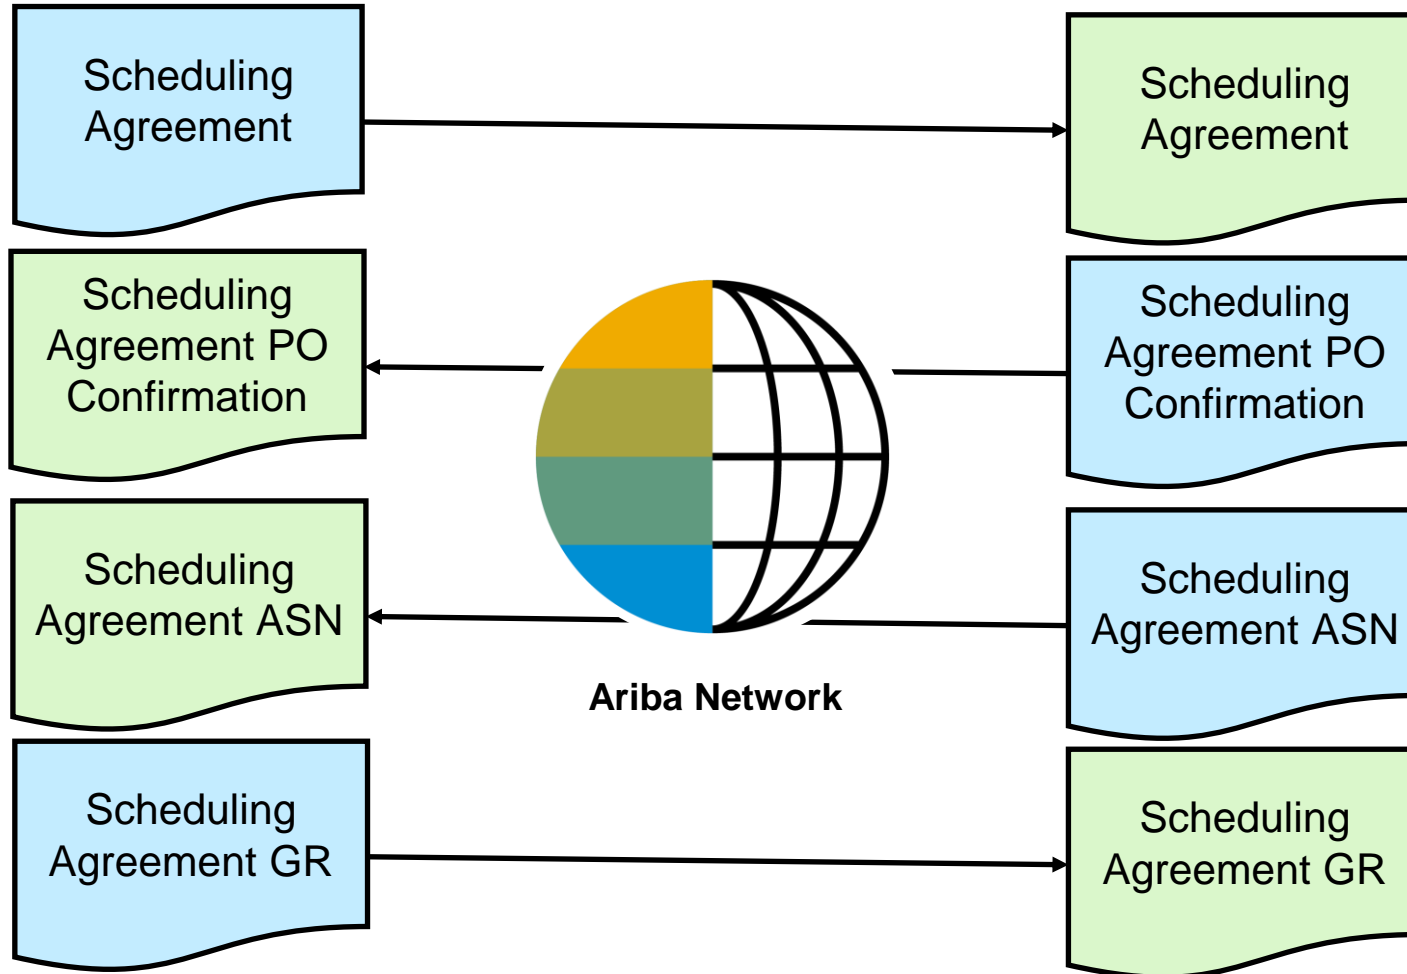 Scheduling
Agreement
Scheduling
Agreement
Scheduling
Agreement PO
Confirmation
Scheduling
Agreement PO
Confirmation
Scheduling
Agreement ASN
Scheduling
Agreement ASN
Ariba Network
Scheduling
Agreement GR
Scheduling
Agreement GR